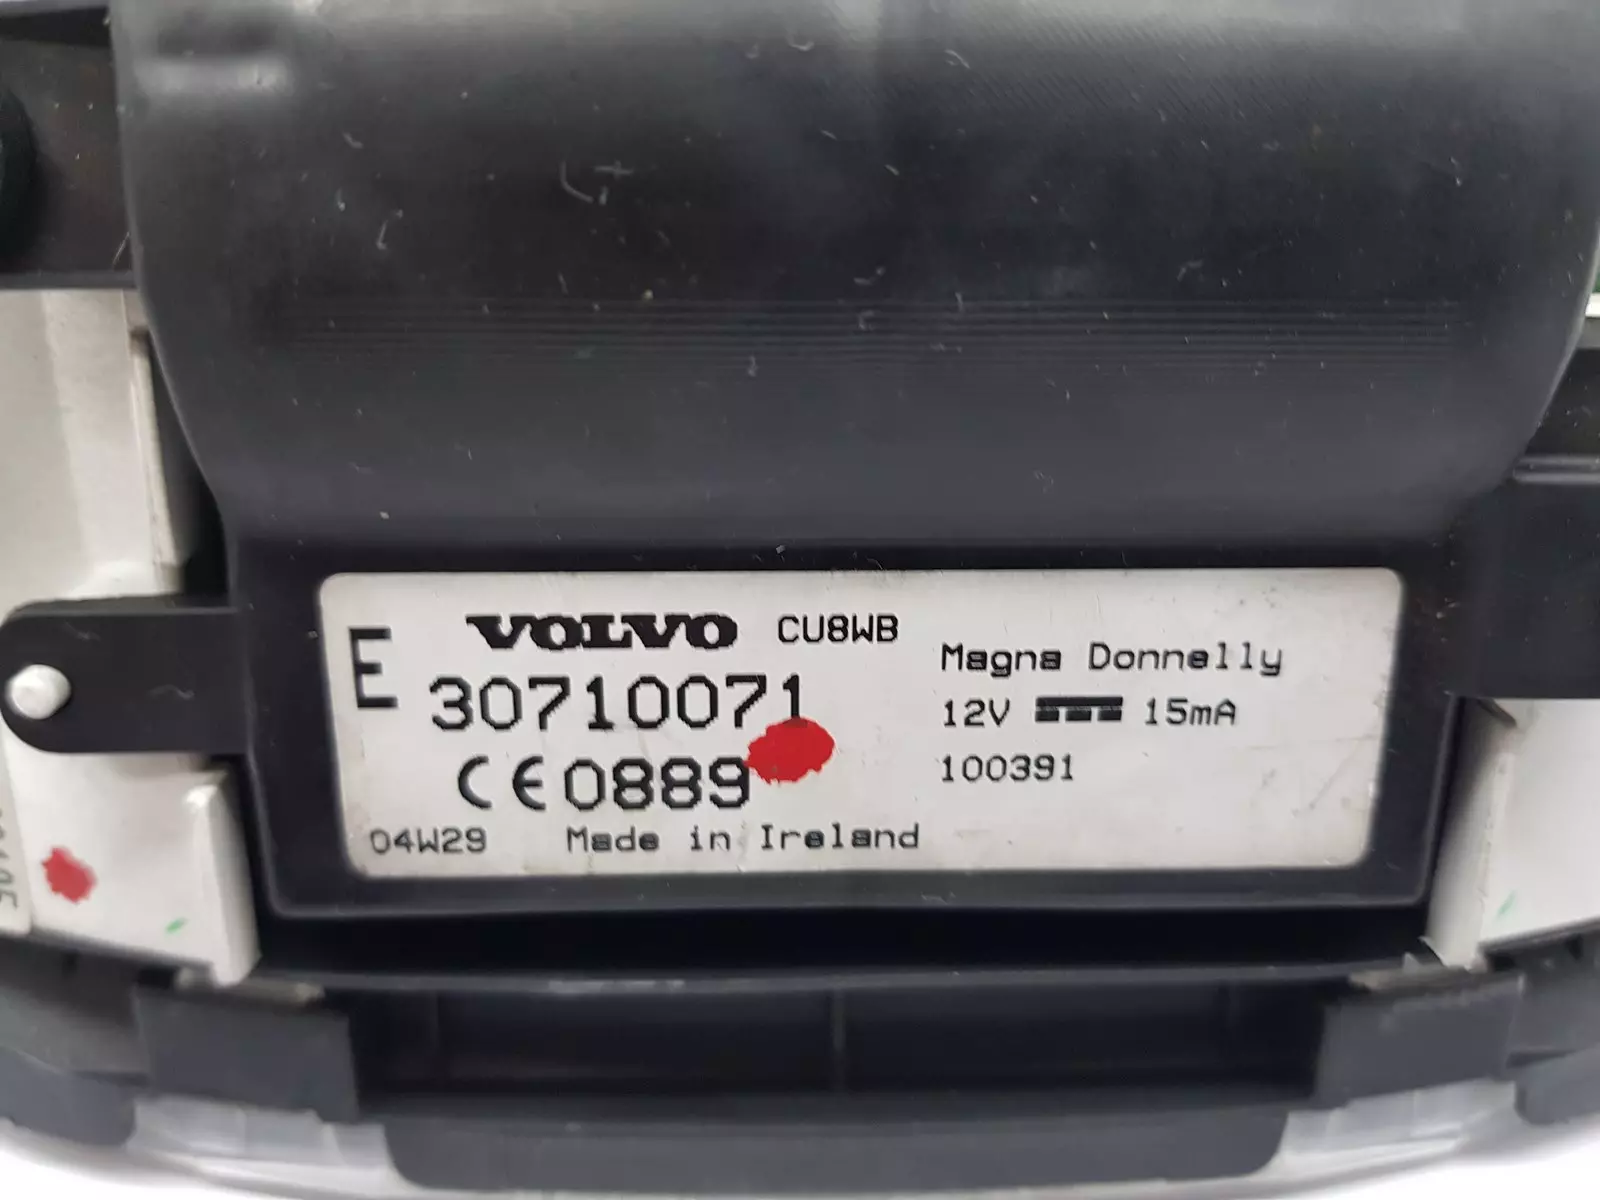 E VOLVO CU8WB
30710071
CE0889
04W29 Made in Ireland
Magna Donnelly
12V ⎓ 15mA
100391